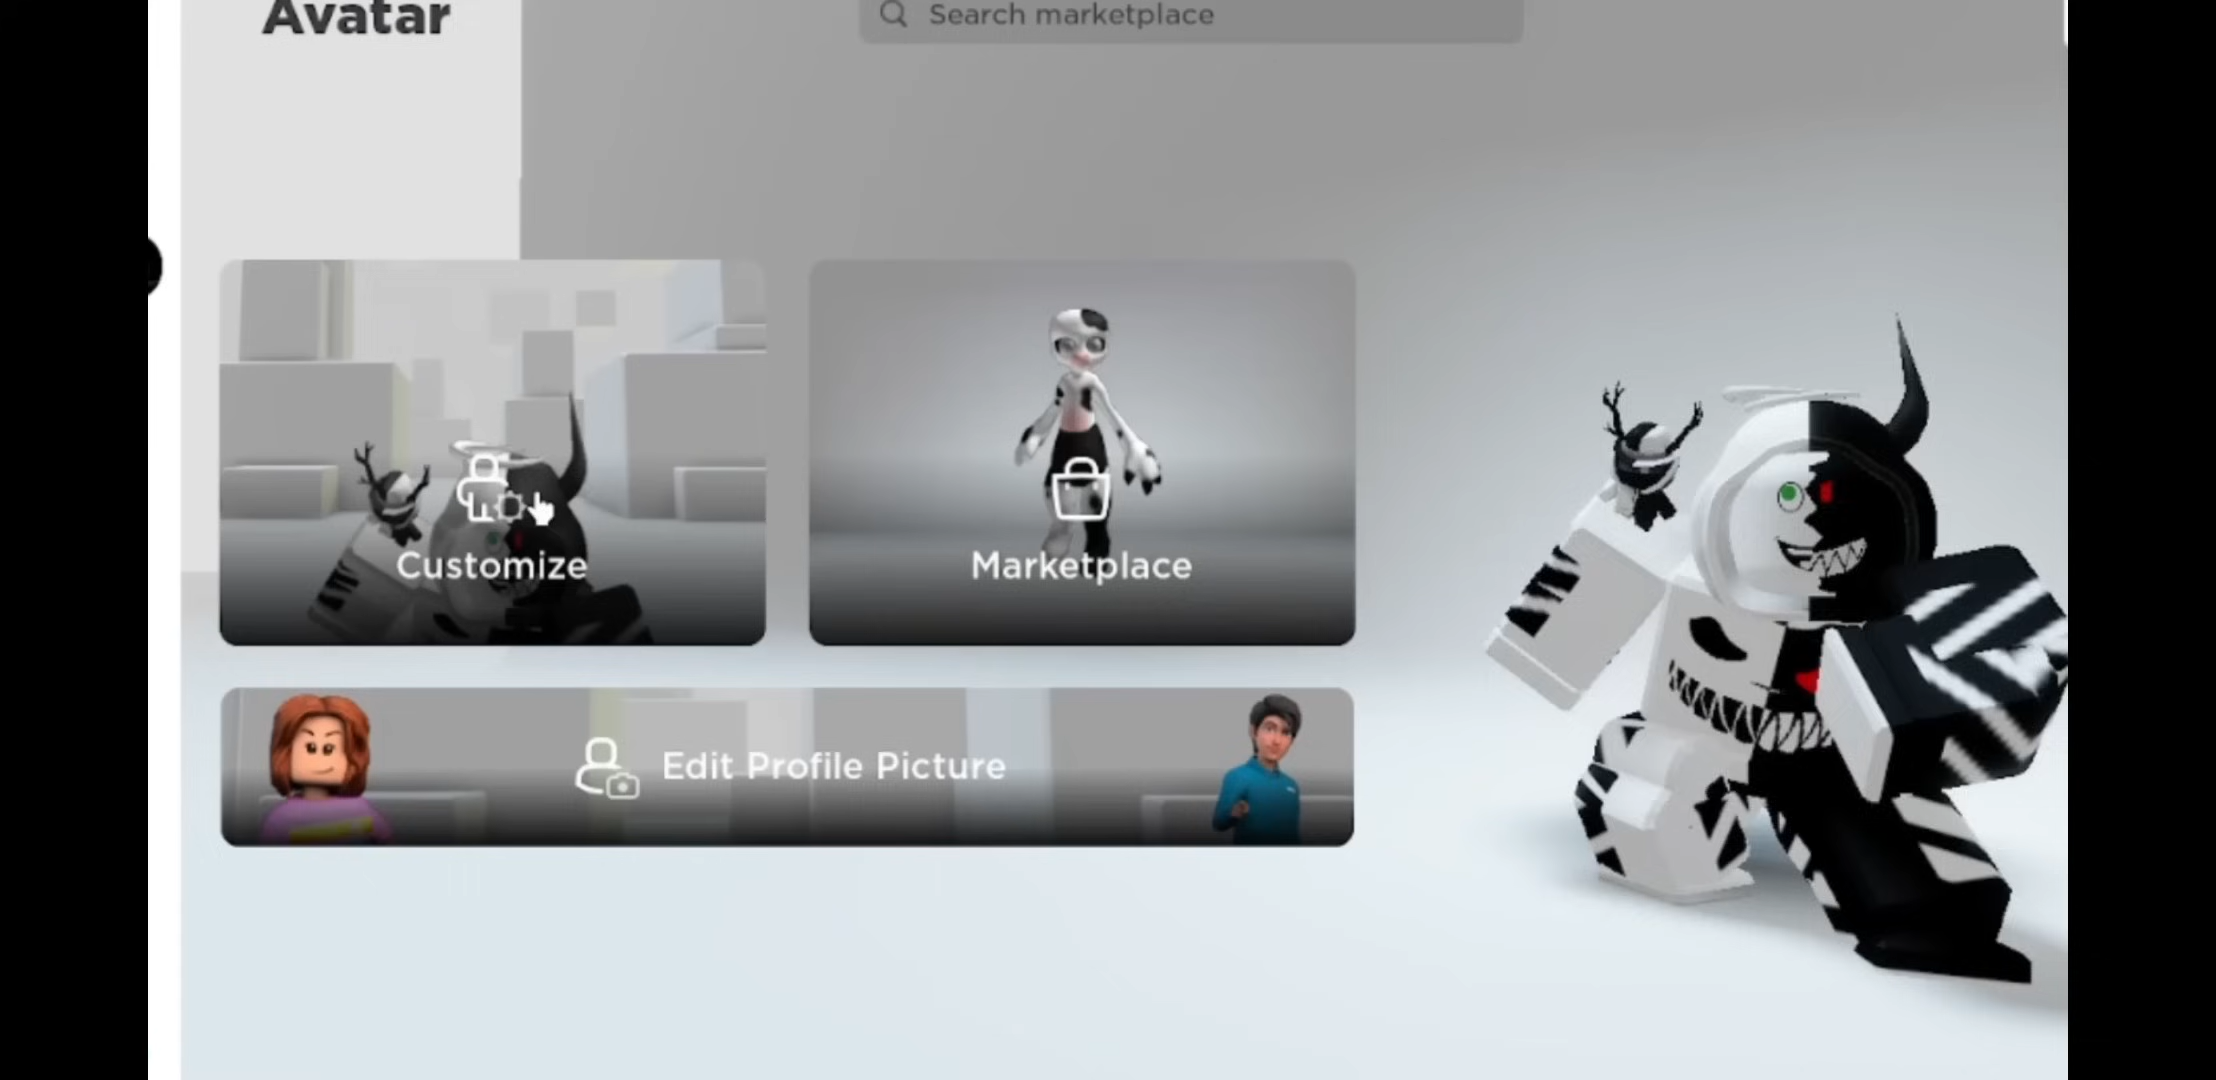 Avatar
Search marketplace
Customize
Marketplace
Edit Profile Picture